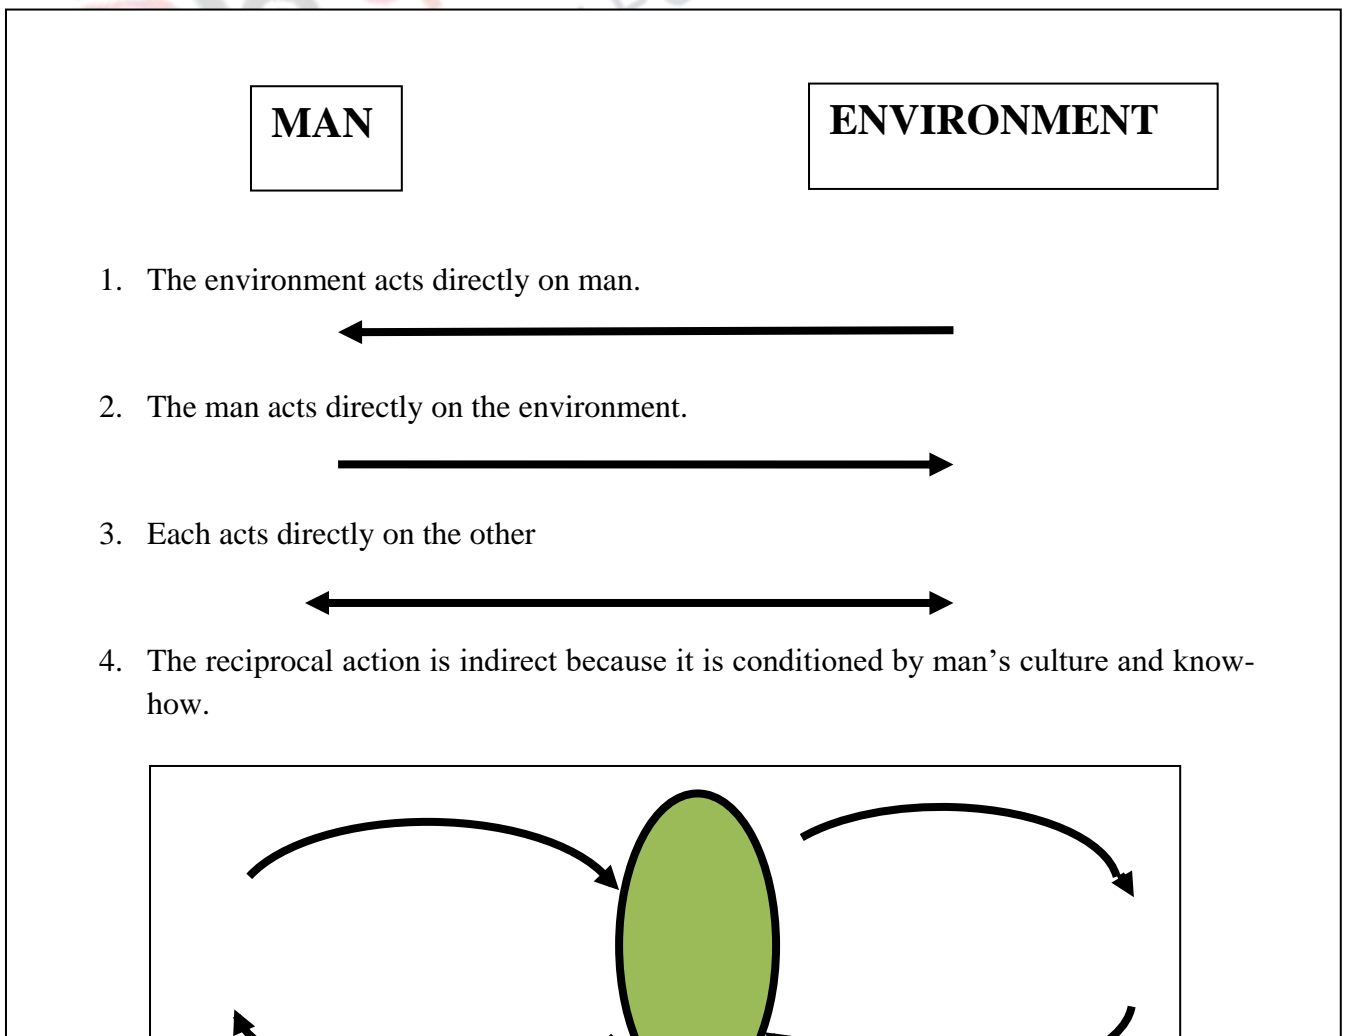 MAN
ENVIRONMENT
1. The environment acts directly on man.
2. The man acts directly on the environment.
3. Each acts directly on the other
4. The reciprocal action is indirect because it is conditioned by man’s culture and know-
how.